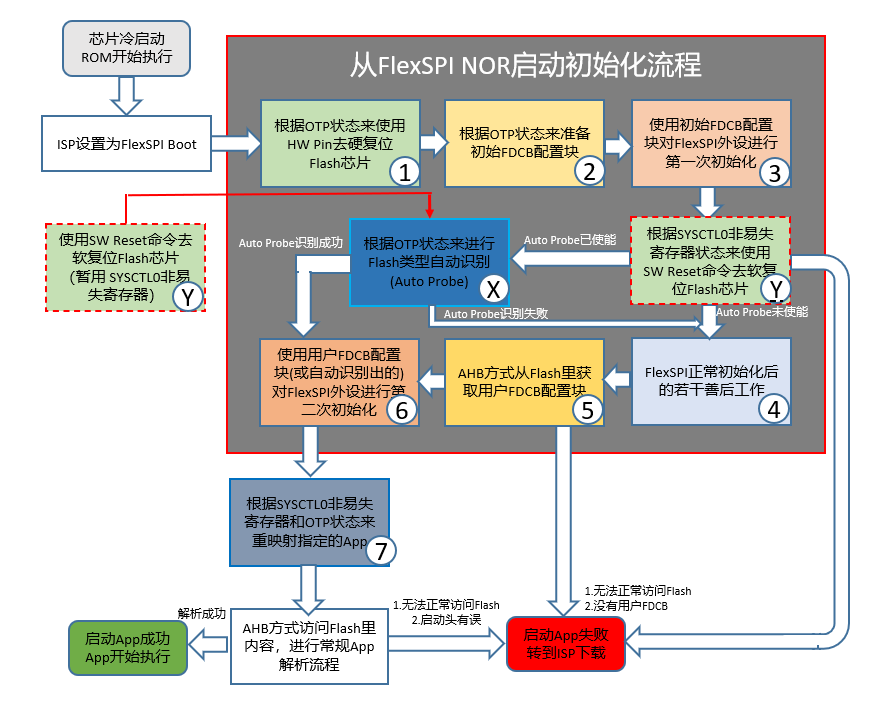 芯片冷启动
ROM开始执行
ISP设置为FlexSPI Boot
从FlexSPI NOR启动初始化流程
根据OTP状态来使用
HW Pin去硬复位
Flash芯片
1
根据OTP状态来准备
初始FDCB配置块
2
使用初始FDCB配置
块对FlexSPI外设进行
第一次初始化
3
使用SW Reset命令去
软复位Flash芯片
(暂用 SYSCTL0非易
失寄存器)
Y
Auto Probe识别成功
根据OTP状态来进行
Flash类型自动识别
(Auto Probe)
X
Auto Probe已使能
根据SYSCTL0非易失
寄存器状态来使用
SW Reset命令去软复
位Flash芯片
Y
Auto Probe识别失败
Auto Probe未使能
使用用户FDCB配置
块(或自动识别出的)
对FlexSPI外设进行第
二次初始化
6
AHB方式从Flash里获
取用户FDCB配置块
5
FlexSPI正常初始化后
的若干善后工作
4
根据SYSCTL0非易失
寄存器和OTP状态来
重映射指定的App
7
1.无法正常访问Flash
2.没有用户FDCB
1.无法正常访问Flash
2.启动头有误
解析成功
启动App成功
App开始执行
AHB方式访问Flash里
内容，进行常规App
解析流程
启动App失败
转到ISP下载